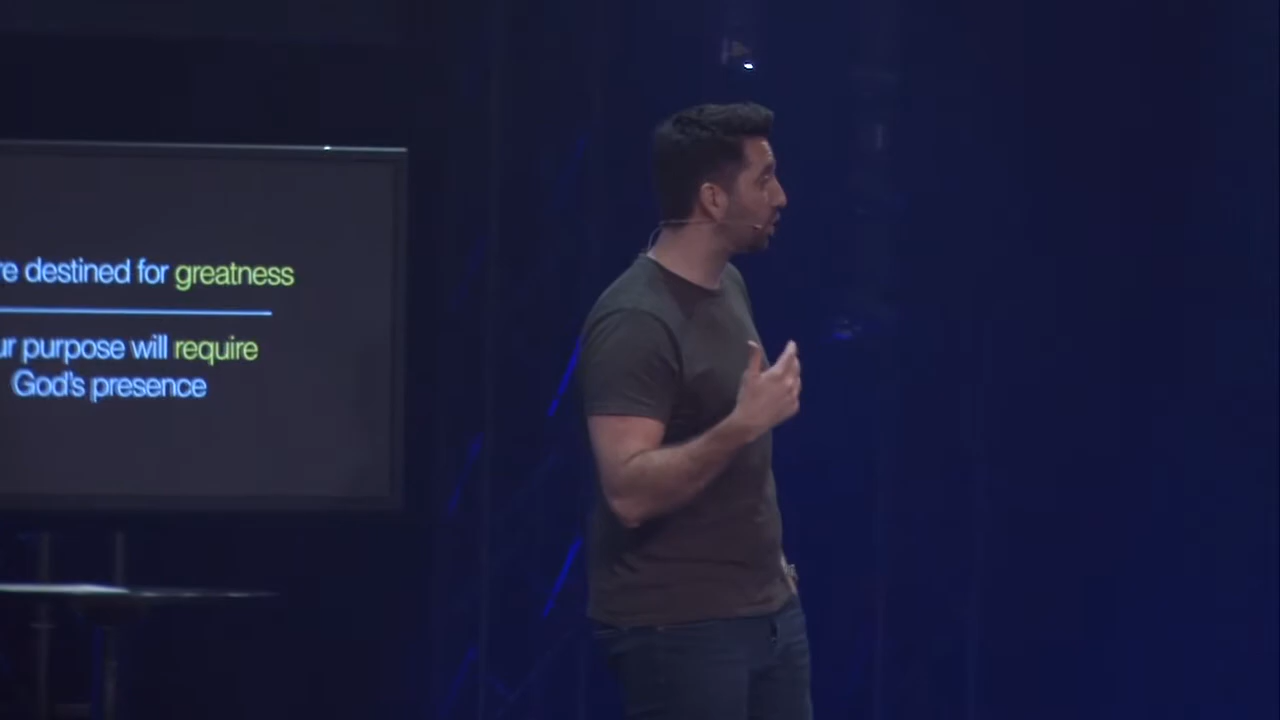 re destined for greatness
ur purpose will require
God's presence